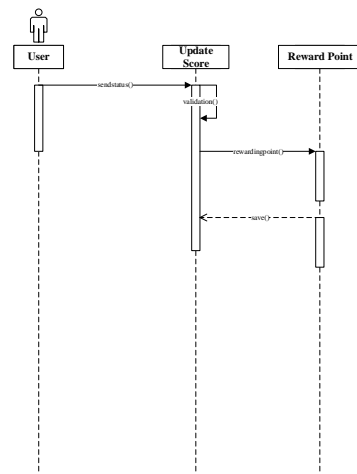 User
Update
Score
Reward Point
sendstatus()
validation()
rewardingpoint()
save()